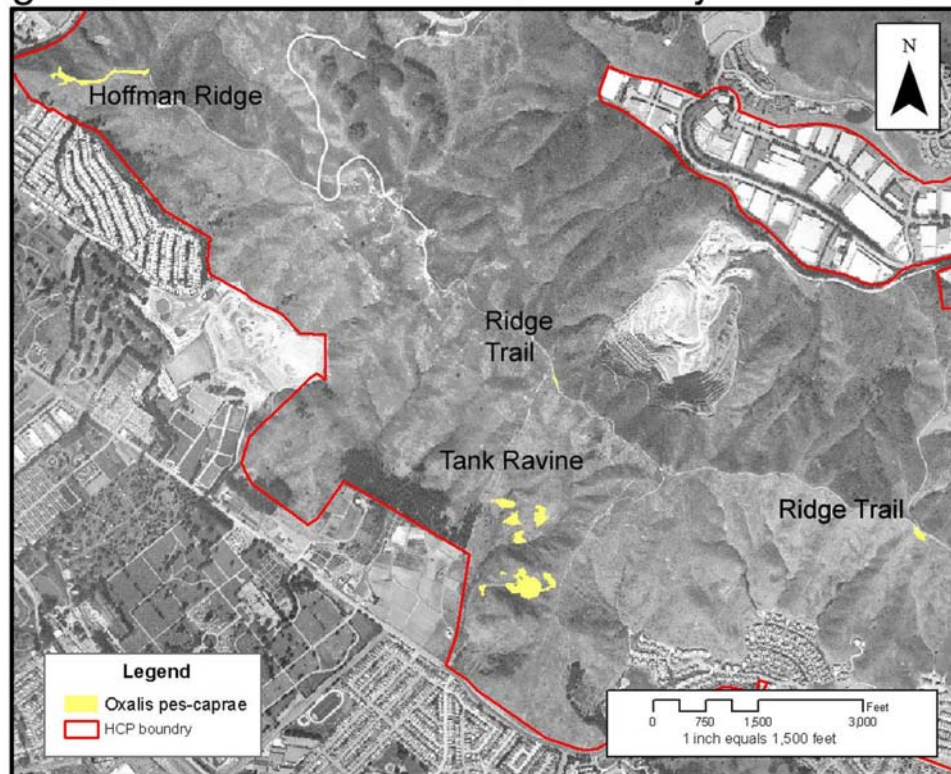 N
Hoffman Ridge
Ridge
Trail
Tank Ravine
Ridge Trail
Legend
Oxalis pes-caprae
HCP boundry
Feet
0 750 1,500 3,000
1 inch equals 1,500 feet